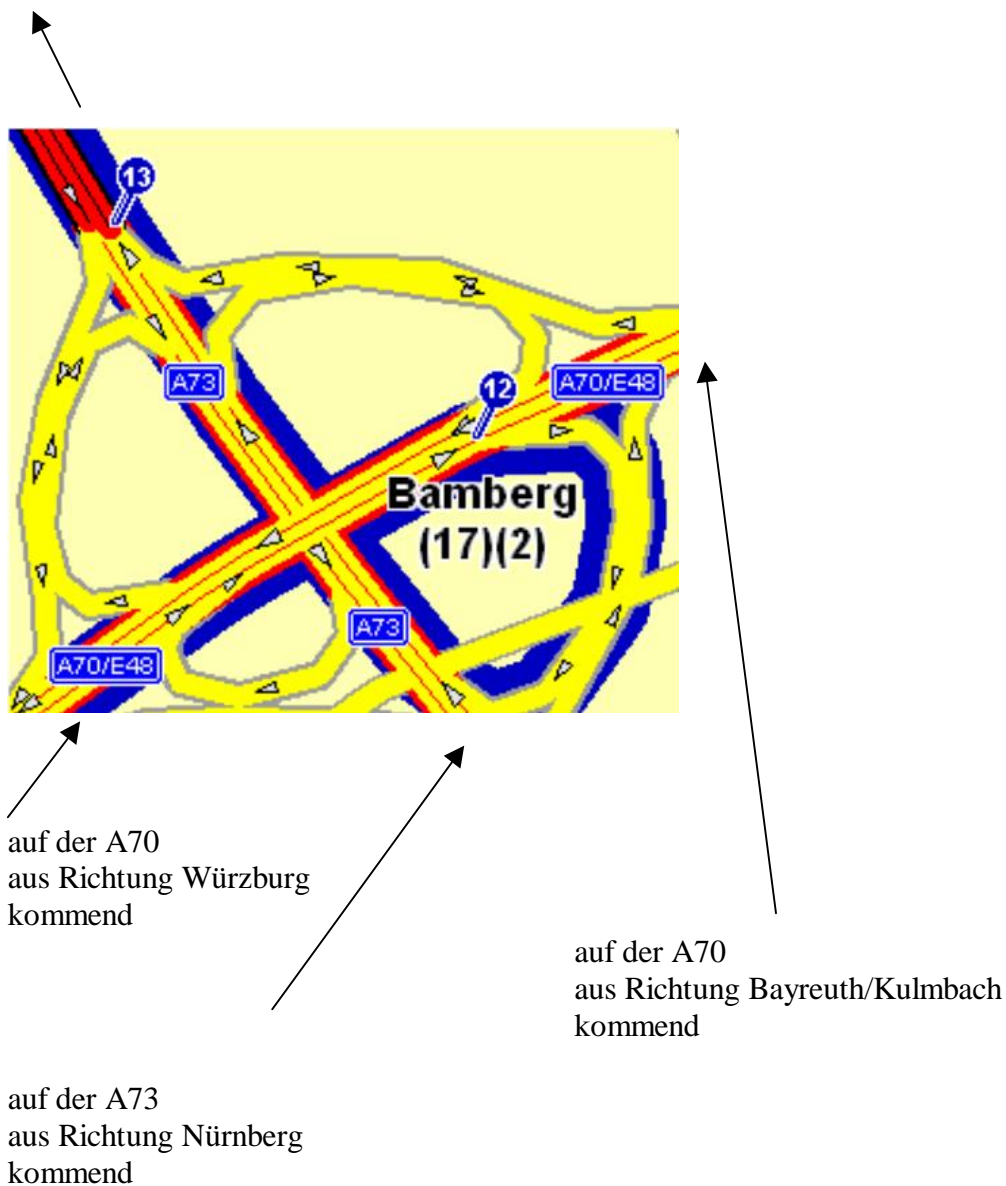 13
A73
12
A70/E48
Bamberg
(17)(2)
A73
A70/E48
auf der A70
aus Richtung Würzburg
kommend
auf der A70
aus Richtung Bayreuth/Kulmbach
kommend
auf der A73
aus Richtung Nürnberg
kommend